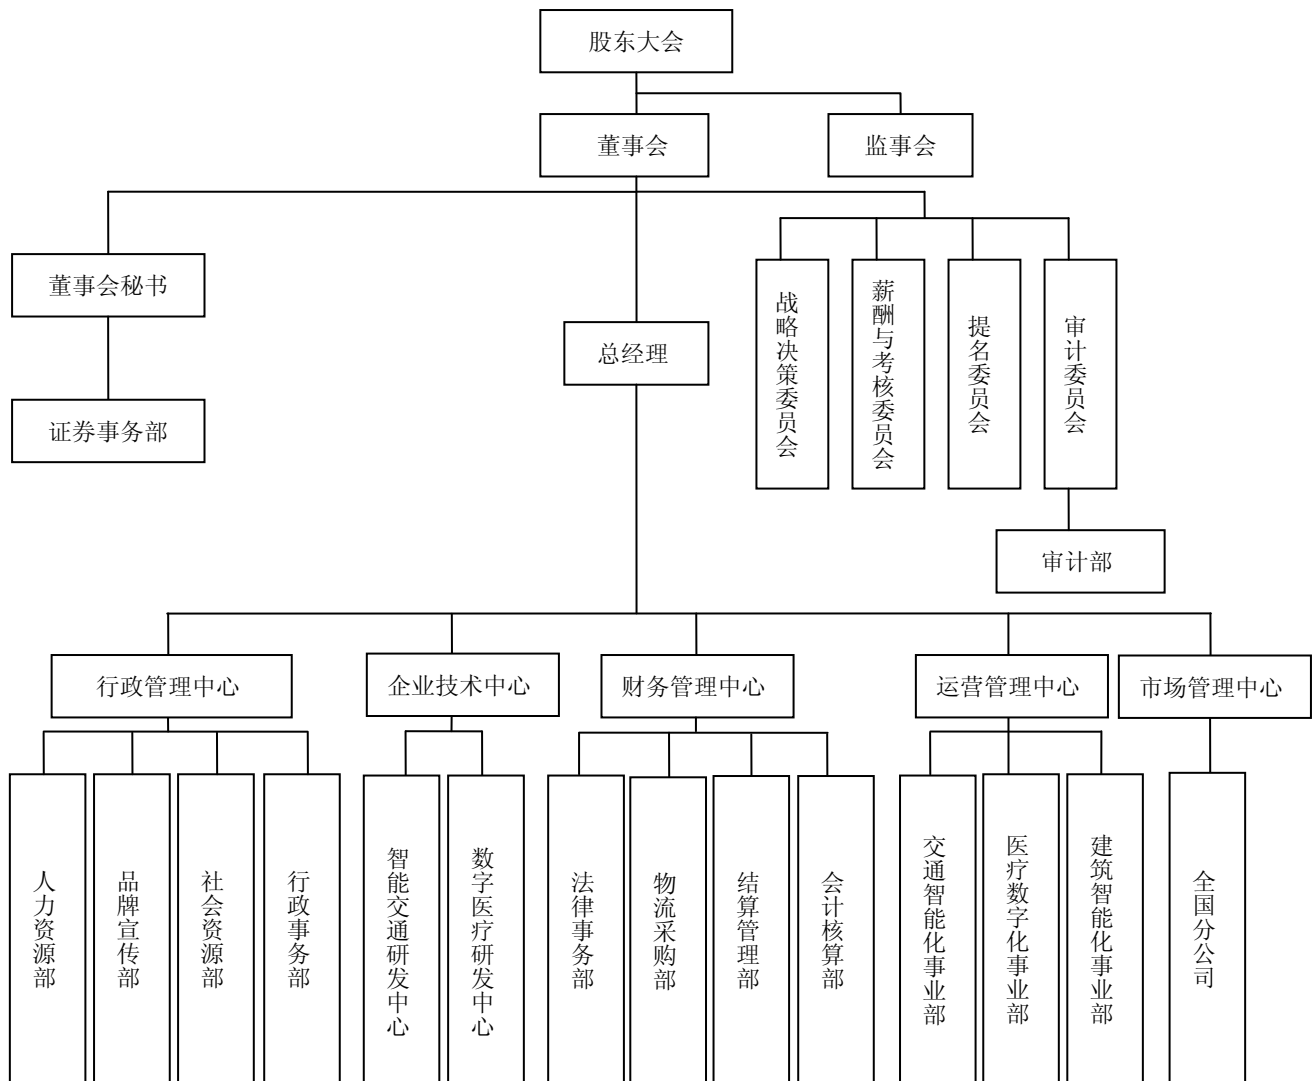 股东大会
董事会
监事会
董事会秘书
证券事务部
总经理
战略决策委员会
薪酬与考核委员会
提名委员会
审计委员会
审计部
行政管理中心
企业技术中心
财务管理中心
运营管理中心
市场管理中心
人力资源部
品牌宣传部
社会资源部
行政事务部
智能交通研发中心
数字医疗研发中心
法律事务部
物流采购部
结算管理部
会计核算部
交通智能化事业部
医疗数字化事业部
建筑智能化事业部
全国分公司